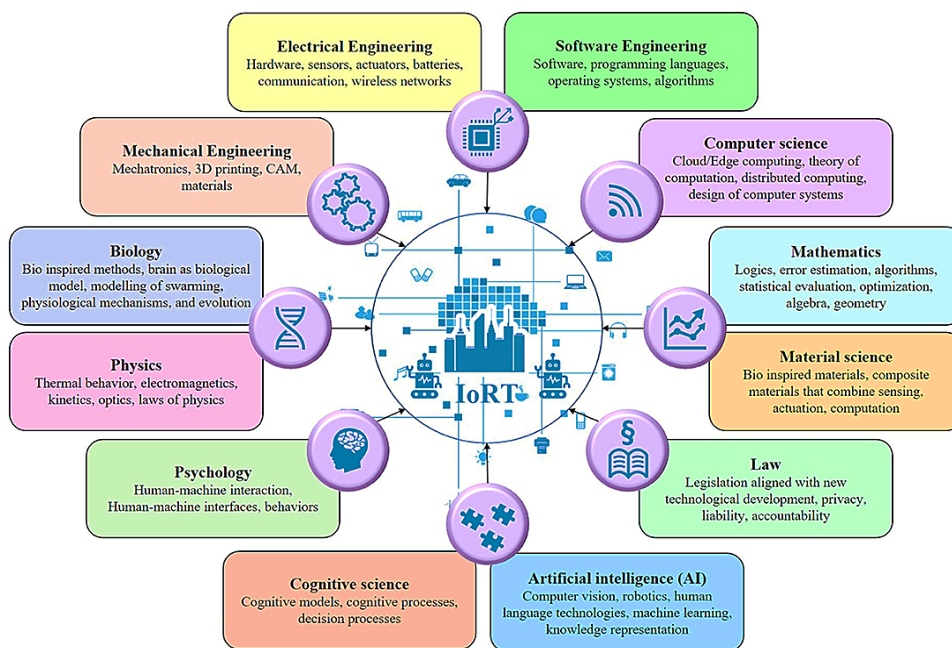 Electrical Engineering
Hardware, sensors, actuators, batteries,
communication, wireless networks
Software Engineering
Software, programming languages,
operating systems, algorithms
Mechanical Engineering
Mechatronics, 3D printing, CAM,
materials
Computer science
Cloud/Edge computing, theory of
computation, distributed computing,
design of computer systems
Biology
Bio inspired methods, brain as biological
model, modelling of swarming,
physiological mechanisms, and evolution
Mathematics
Logics, error estimation, algorithms,
statistical evaluation, optimization,
algebra, geometry
Physics
Thermal behavior, electromagnetics,
kinetics, optics, laws of physics
Material science
Bio inspired materials, composite
materials that combine sensing,
actuation, computation
IoRT
Psychology
Human-machine interaction,
Human-machine interfaces, behaviors
§
Law
Legislation aligned with new
technological development, privacy,
liability, accountability
Cognitive science
Cognitive models, cognitive processes,
decision processes
Artificial intelligence (AI)
Computer vision, robotics, human
language technologies, machine learning,
knowledge representation